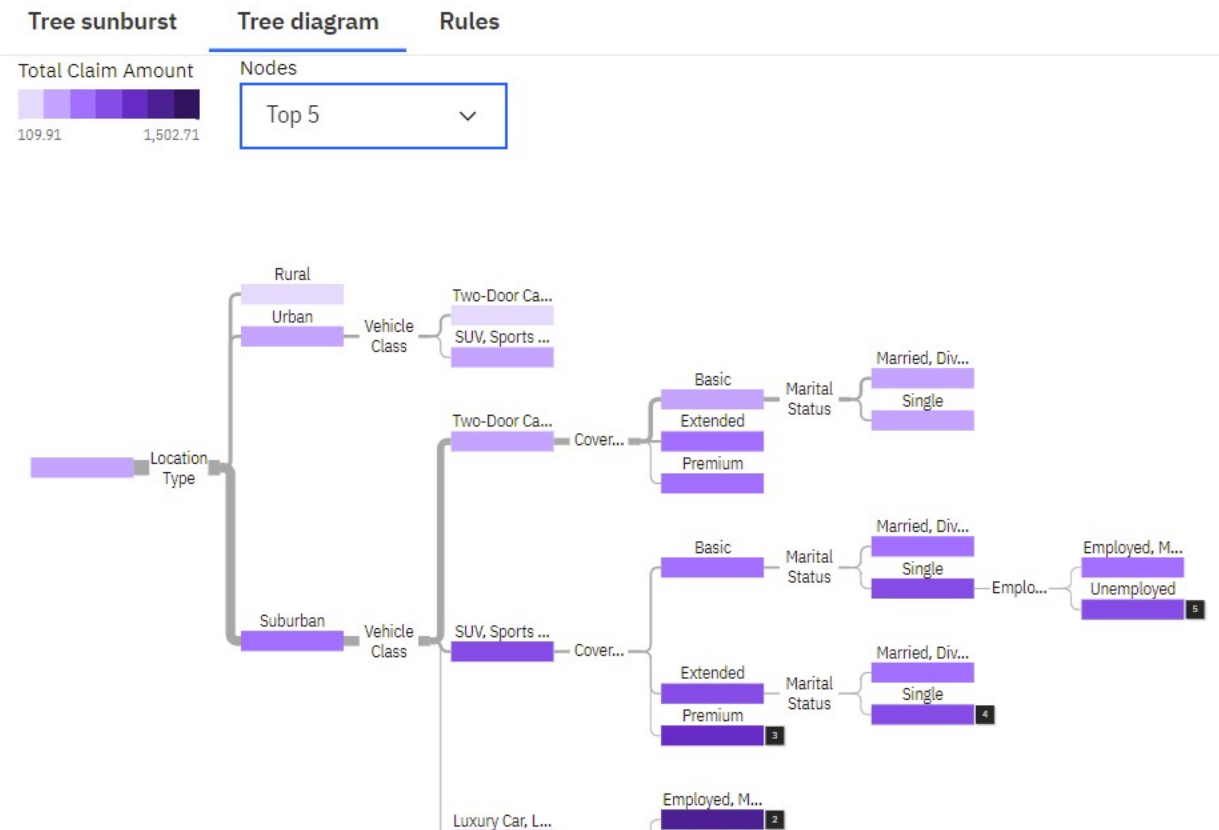 Tree sunburst Tree diagram Rules
Total Claim Amount
109.91 1,502.71
Nodes
Top 5
Rural
Urban
Vehicle
Class
Two-Door Ca...
SUV, Sports ...
Location
Type
Two-Door Ca...
Cover...
Basic
Extended
Premium
Marital
Status
Married, Div...
Single
Suburban
Vehicle
Class
SUV, Sports ...
Cover...
Basic
Marital
Status
Married, Div...
Single
Emplo...
Employed, M...
Unemployed
5
Extended
Marital
Status
Married, Div...
Single
4
Premium
3
Luxury Car, L...
Employed, M...
2